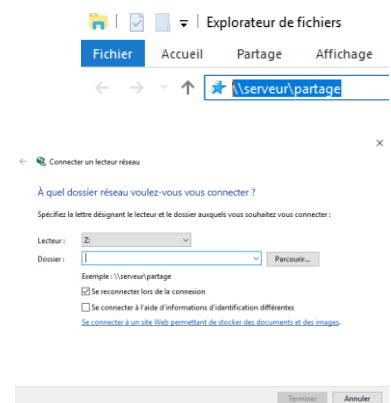 Explorateur de fichiers
Fichier Accueil Partage Affichage
\\serveur\partage
Connecter un lecteur réseau
À quel dossier réseau voulez-vous vous connecter ?
Spécifiez la lettre désignant le lecteur et le dossier auxquels vous souhaitez vous connecter :
Lecteur : Z:
Dossier : Parcourir...
Exemple : \\serveur\partage
Se reconnecter lors de la connexion
Se connecter à l'aide d'informations d'identification différentes
Se connecter à un site Web permettant de stocker des documents et des images.
Terminer Annuler